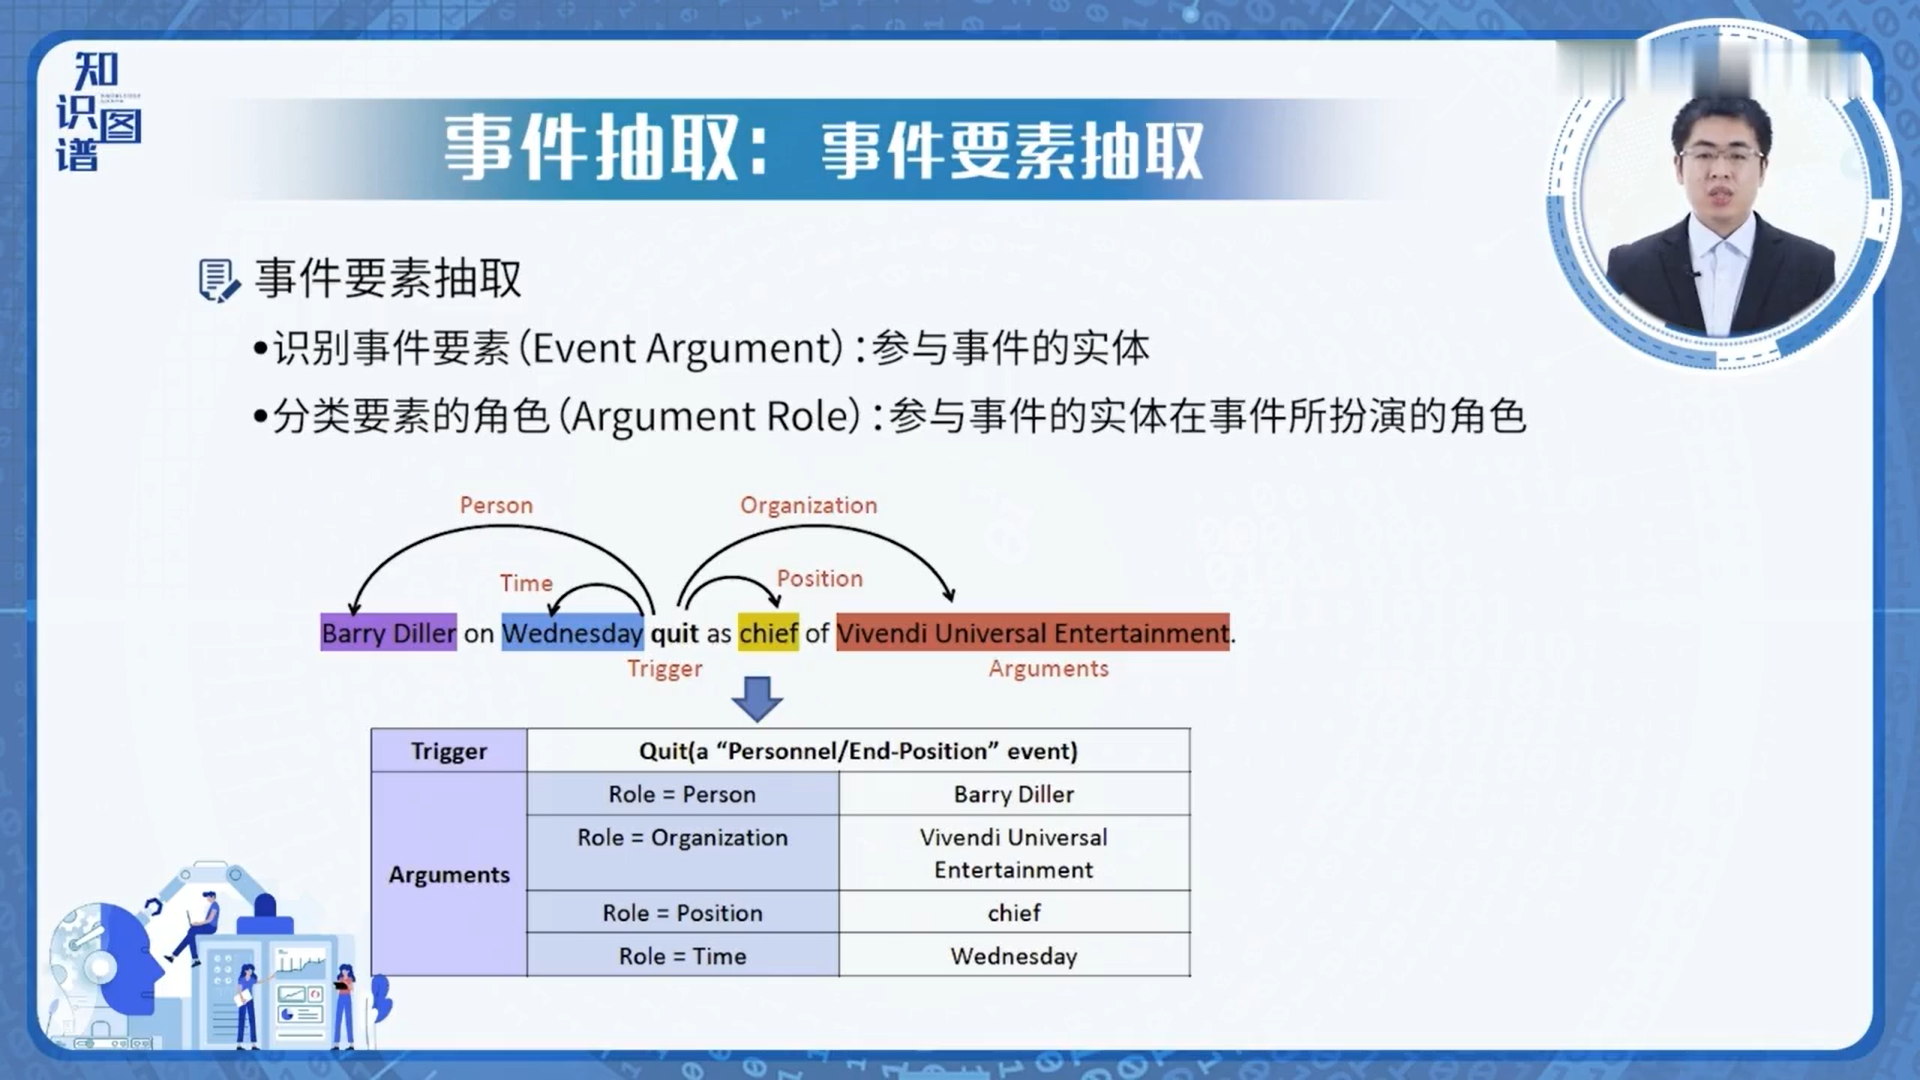 知识图谱
事件抽取：事件要素抽取
事件要素抽取
•识别事件要素（Event Argument）：参与事件的实体
•分类要素的角色（Argument Role）：参与事件的实体在事件所扮演的角色
Person
Organization
Time
Position
Barry Diller on Wednesday quit as chief of Vivendi Universal Entertainment.
Trigger
Arguments
Trigger
Quit(a “Personnel/End-Position” event)
Arguments
Role = Person
Barry Diller
Role = Organization
Vivendi Universal
Entertainment
Role = Position
chief
Role = Time
Wednesday